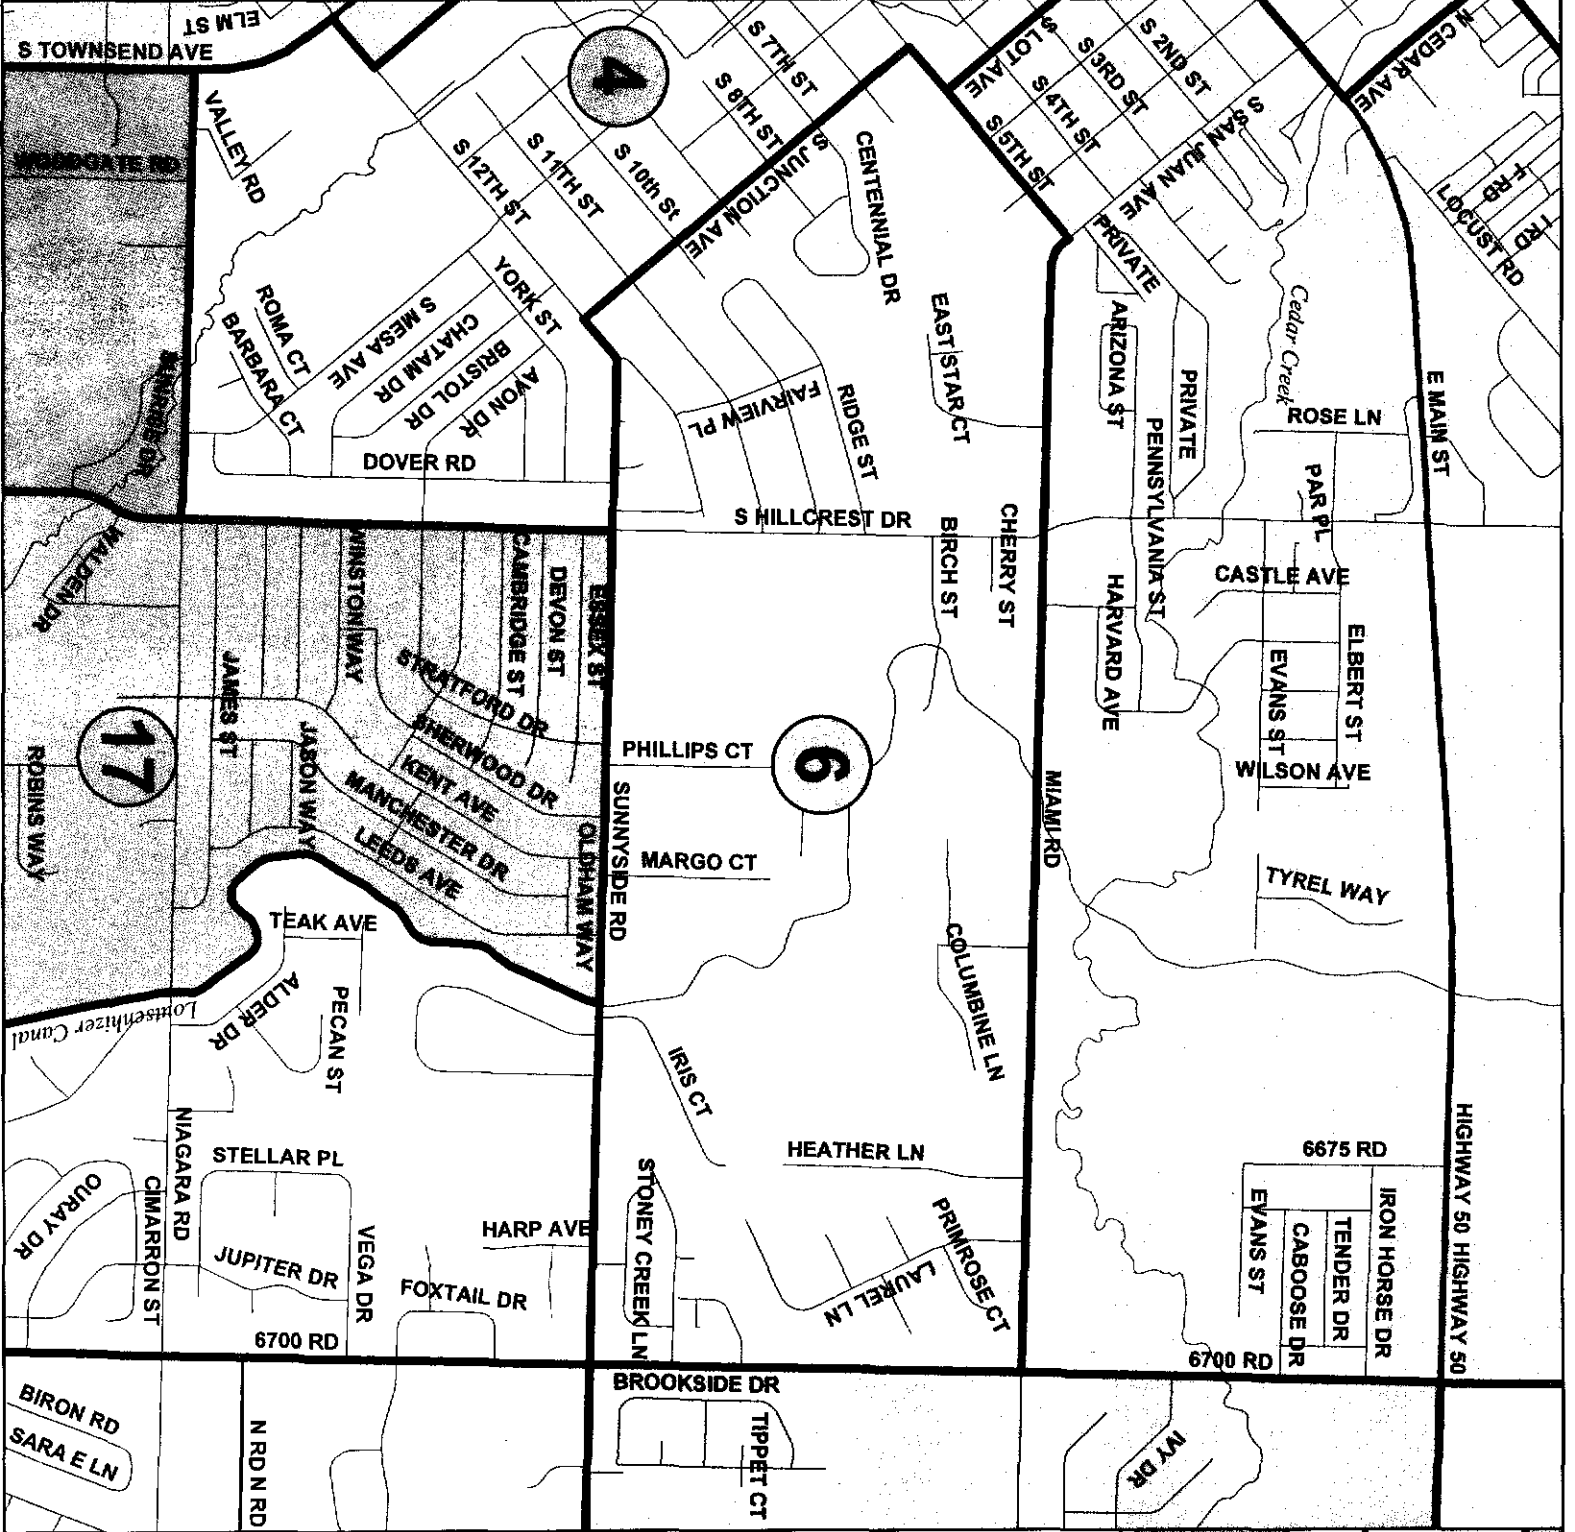 ELM ST
S TOWNSEND AVE
VALLEY RD
WOODGATE RD
4
S 7TH ST
S 8TH ST
S 10th St
S 11TH ST
S 12TH ST
S JUNCTION AVE
CENTENNIAL DR
S LOT AVE
S 2ND ST
S 3RD ST
S 4TH ST
S 5TH ST
S SAN JUAN AVE
N CEDAR AVE
F RD
I RD
LOCUST RD
PRIVATE
Cedar Creek
ARIZONA ST
PRIVATE
PENNSYLVANIA ST
EAST STAR CT
E MAIN ST
ROSE LN
PAR PL
YORK ST
ROMA CT
BARBARA CT
S MESA AVE
CHATAM DR
BRISTOL DR
AVON DR
DOVER RD
FAIRVIEW PL
RIDGE ST
S HILLCREST DR
BIRCH ST
CHERRY ST
HARVARD AVE
CASTLE AVE
ELBERT ST
EVANS ST
WILSON AVE
TYREL WAY
WALDEN DR
JAMES ST
WINSTON WAY
CAMBRIDGE ST
DEVON ST
ESSEX ST
STRATFORD DR
SHERWOOD DR
KENT AVE
MANCHESTER DR
LEEDS AVE
JASON WAY
OLDHAM WAY
17
ROBINS WAY
PHILLIPS CT
6
SUNNYSIDE RD
MARGO CT
MIAMI RD
COLUMBINE LN
TEAK AVE
ALDER DR
PECAN ST
Loutsenhizer Canal
IRIS CT
HEATHER LN
NIAGARA RD
STELLAR PL
CIMARRON ST
OURAY DR
JUPITER DR
VEGA DR
HARP AVE
FOXTAIL DR
STONEY CREEK LN
PRIMROSE CT
LAUREL LN
6675 RD
HIGHWAY 50 HIGHWAY 50
EVANS ST
CABOOSE DR
TENDER DR
IRON HORSE DR
6700 RD
6700 RD
BIRON RD
SARA E LN
N RD N RD
BROOKSIDE DR
TIPPET CT
IVY DR